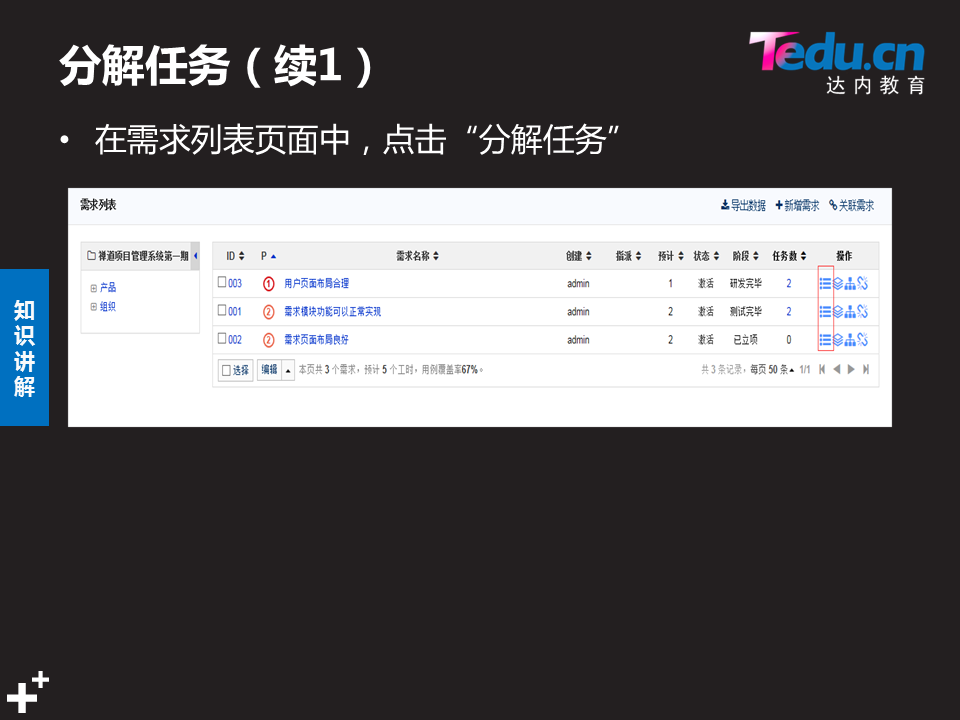 分解任务（续1）
Tedu.cn
达内教育
• 在需求列表页面中，点击“分解任务”
知识讲解
需求列表
导出数据 新增需求 关联需求
禅道项目管理系统第一期
产品
组织
ID P 需求名称 创建 指派 预计 状态 阶段 任务数 操作
003 1 用户页面布局合理 admin 1 激活 研发完毕 2
001 2 需求模块功能可以正常实现 admin 2 激活 测试完毕 2
002 2 需求页面布局良好 admin 2 激活 已立项 0
选择 编辑 本页共 3 个需求，预计 5 个工时，用例覆盖率67%。 共 3 条记录，每页 50 条 1/1